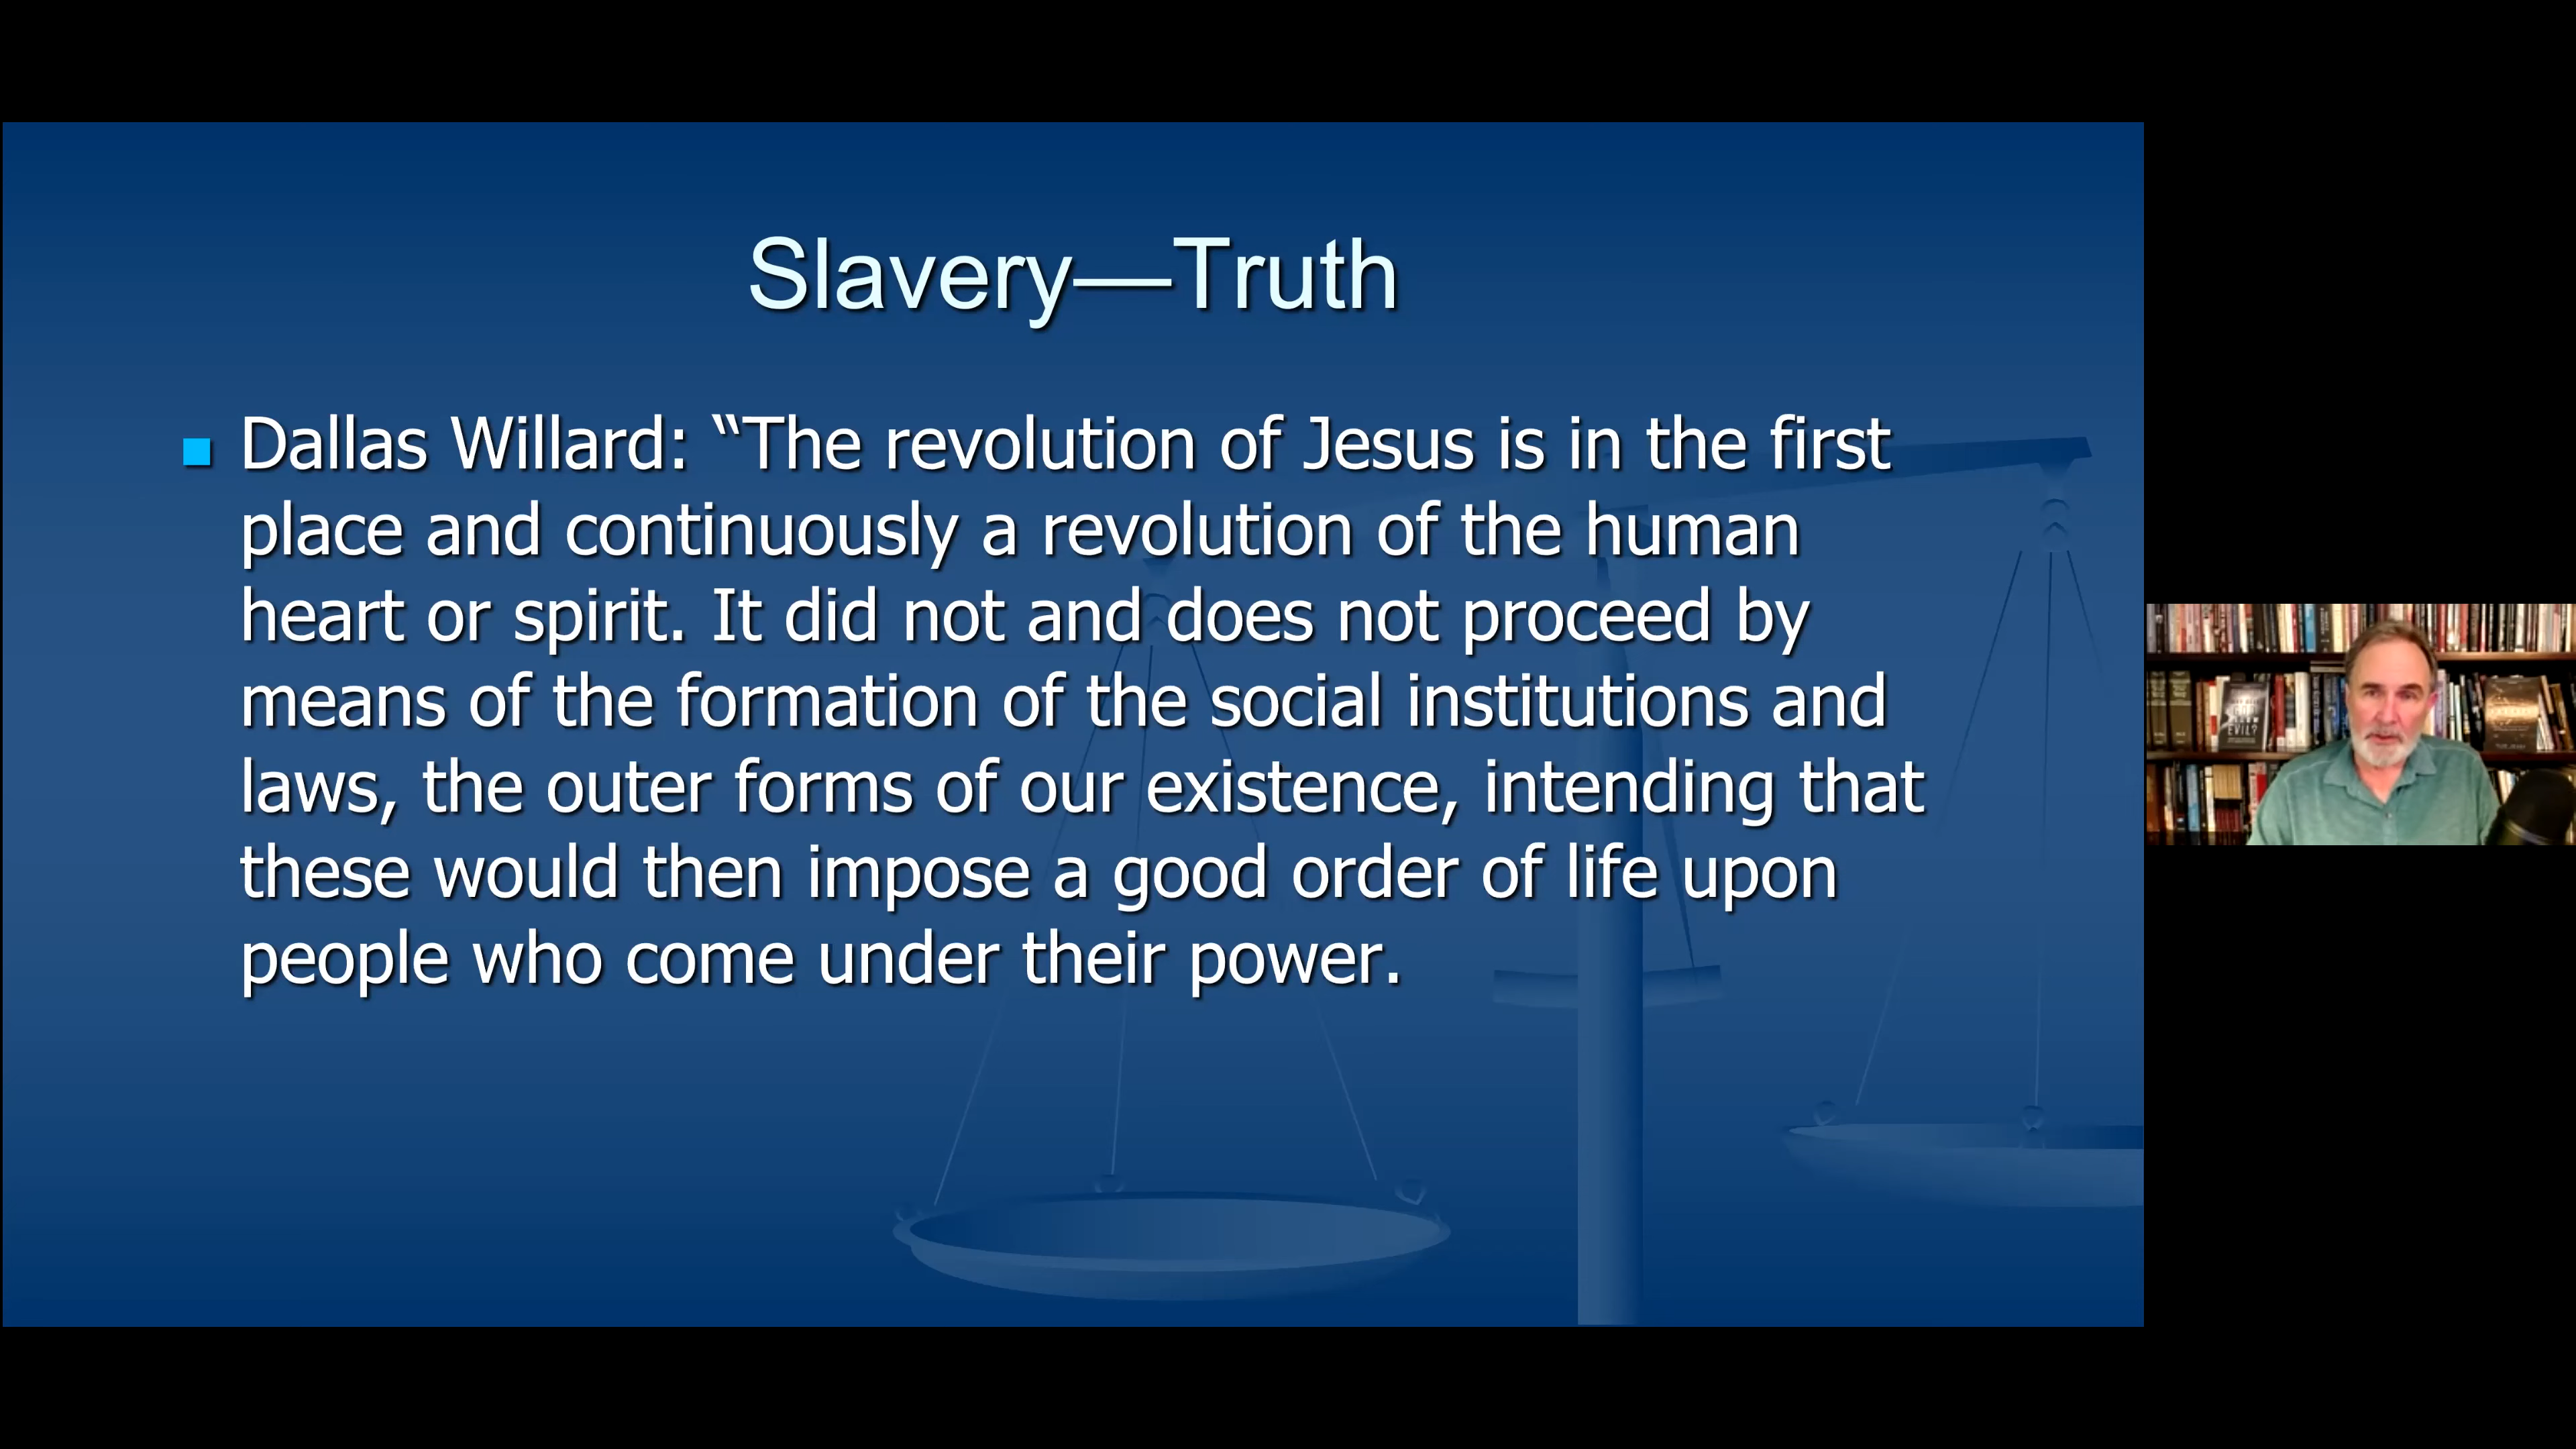 Slavery—Truth
Dallas Willard: “The revolution of Jesus is in the first
place and continuously a revolution of the human
heart or spirit. It did not and does not proceed by
means of the formation of the social institutions and
laws, the outer forms of our existence, intending that
these would then impose a good order of life upon
people who come under their power.
EVIL?